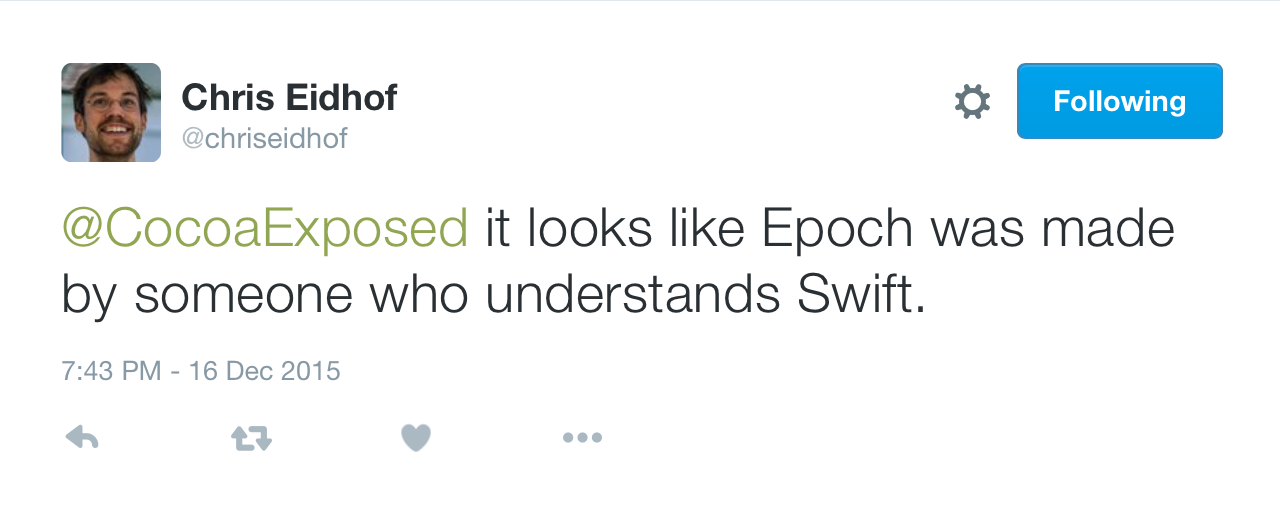 Chris Eidhof
@chriseidhof
Following
@CocoaExposed it looks like Epoch was made
by someone who understands Swift.
7:43 PM - 16 Dec 2015